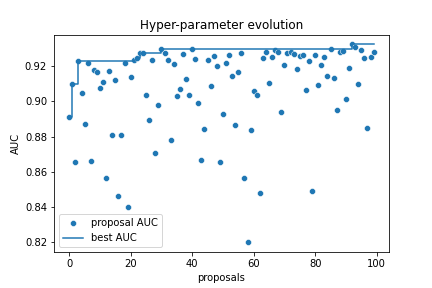 Hyper-parameter evolution
AUC
0.92
0.90
0.88
0.86
0.84
0.82
proposal AUC
best AUC
0 20 40 60 80 100
proposals